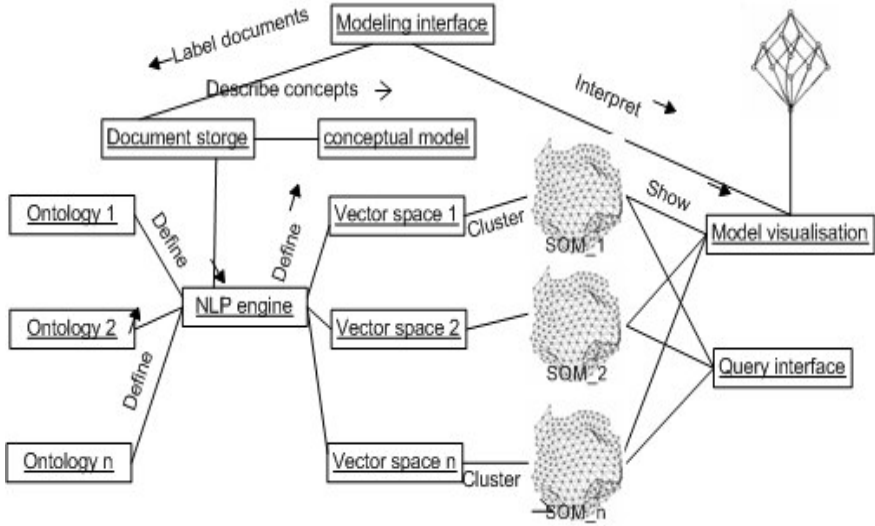 Modeling interface
Label documents
Describe concepts
Interpret
Document storge
conceptual model
Ontology 1
Define
Define
Vector space 1
Cluster
SOM_1
Show
Model visualisation
Ontology 2
NLP engine
Vector space 2
SOM_2
Query interface
Define
Ontology n
Vector space n
Cluster
SOM_n